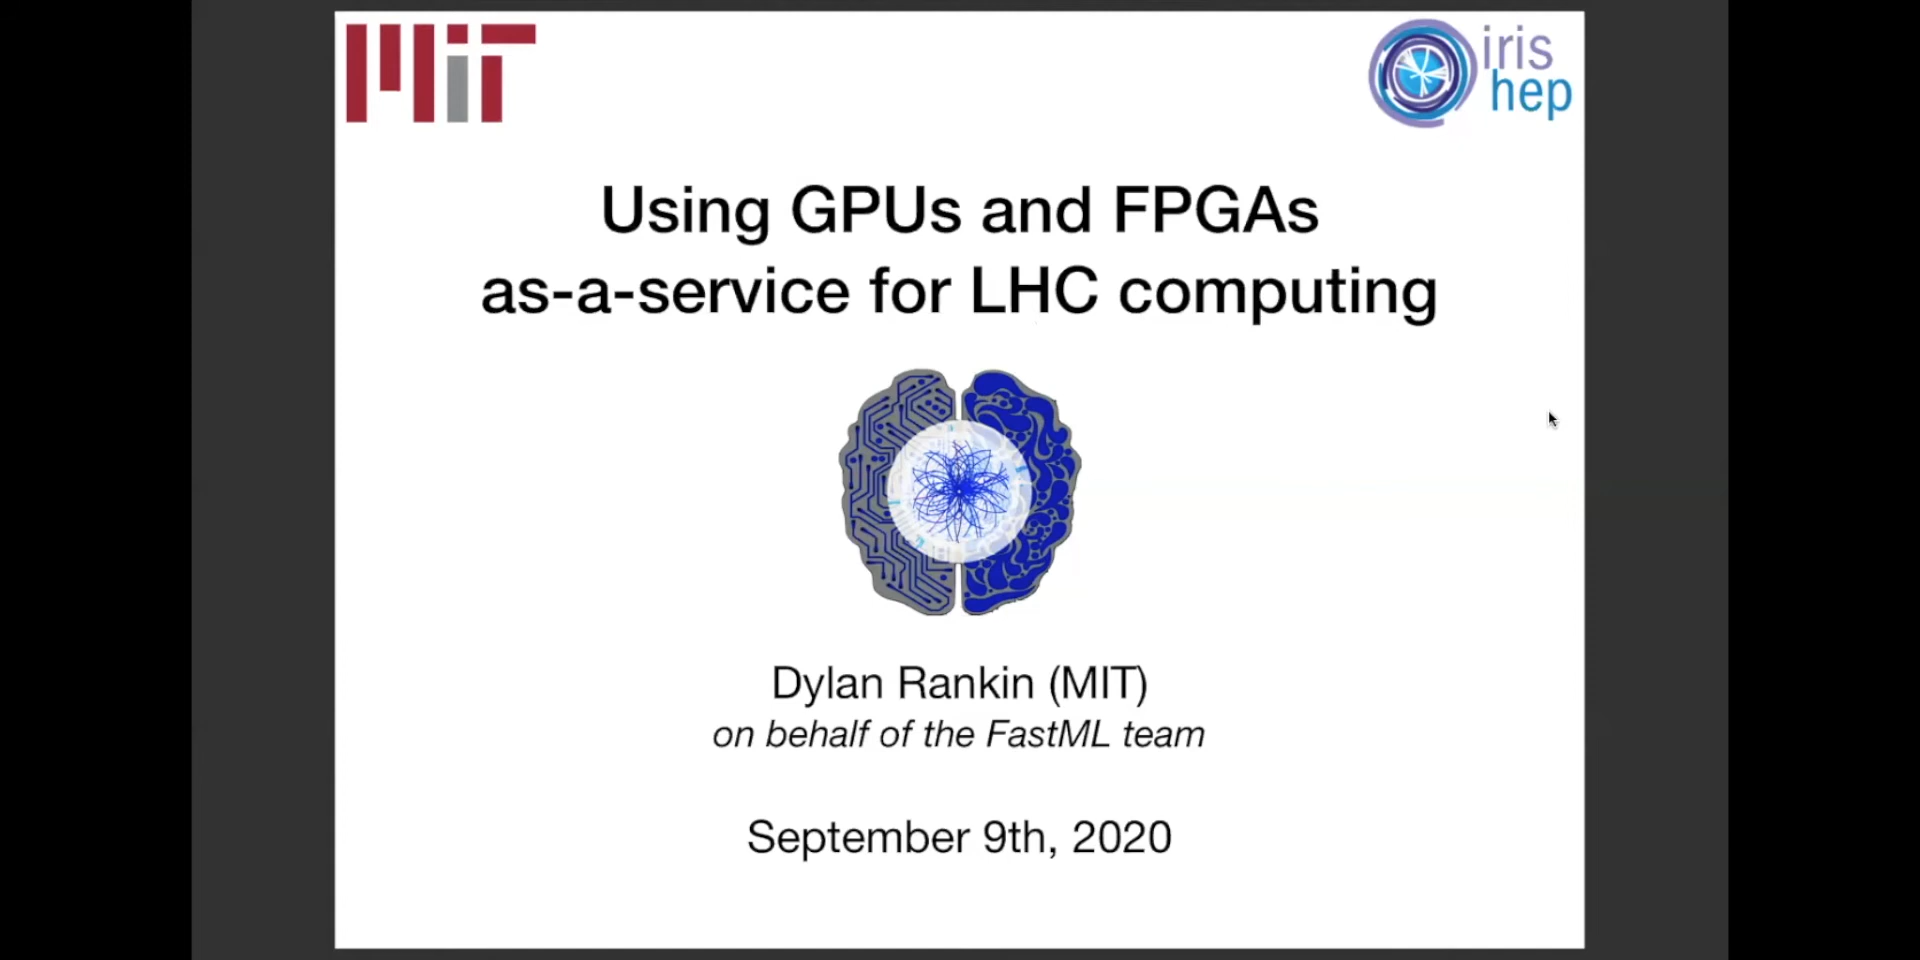 MIT
iris
hep
Using GPUs and FPGAs
as-a-service for LHC computing
Dylan Rankin (MIT)
on behalf of the FastML team
September 9th, 2020